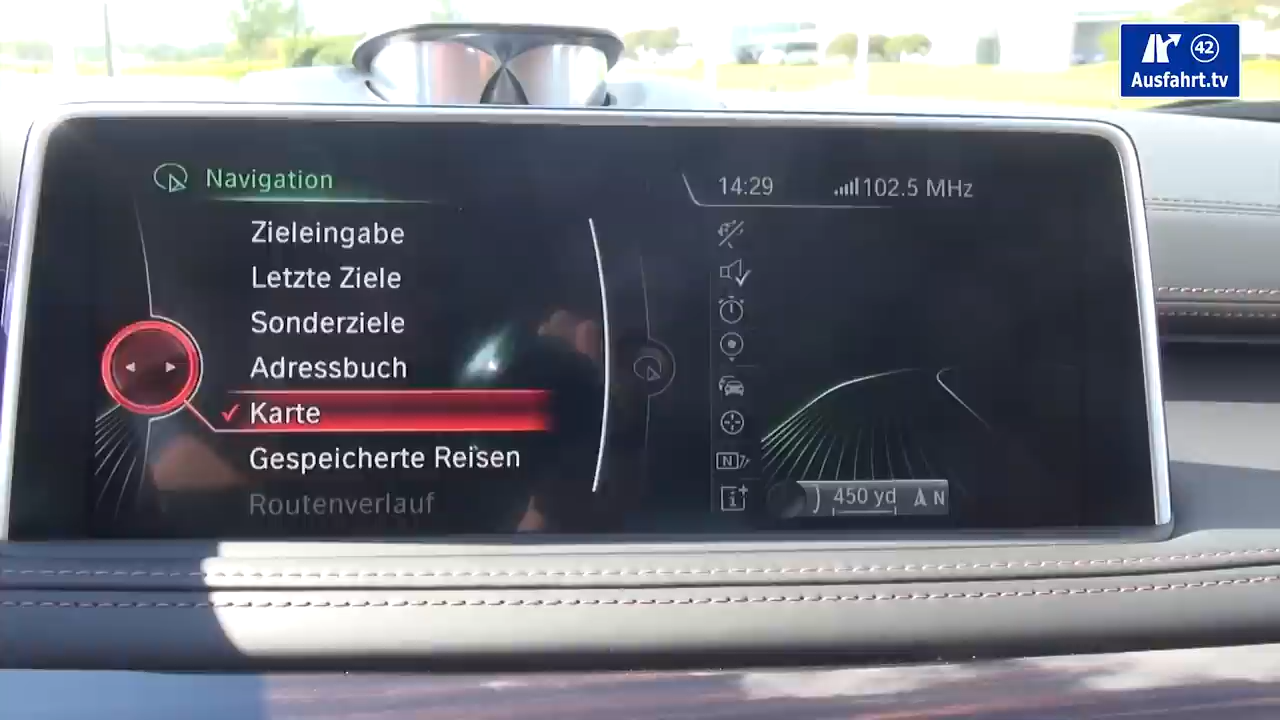 42
Ausfahrt.tv
Navigation
14:29
102.5 MHz
Zieleingabe
Letzte Ziele
Sonderziele
Adressbuch
Karte
Gespeicherte Reisen
Routenverlauf
N
i
450 yd
N